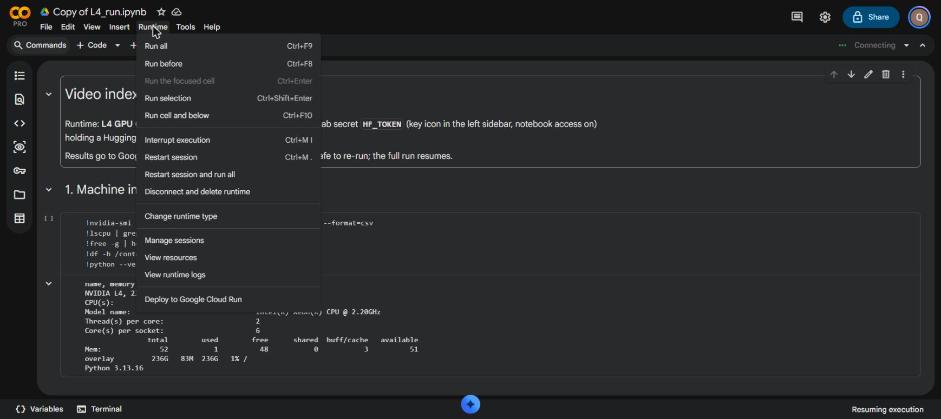 Copy of L4_run.ipynb
PRO
File Edit View Insert Runtime Tools Help
Share
Q
Commands + Code +
Connecting
Run all Ctrl+F9
Run before Ctrl+F8
Run the focused cell Ctrl+Enter
Run selection Ctrl+Shift+Enter
Run cell and below Ctrl+F10
Interrupt execution Ctrl+M I
Restart session Ctrl+M .
Restart session and run all
Disconnect and delete runtime
Change runtime type
Manage sessions
View resources
View runtime logs
Deploy to Google Cloud Run
Video index
Runtime: L4 GPU ab secret HF_TOKEN (key icon in the left sidebar, notebook access on)
holding a Hugging
Results go to Goog afe to re-run; the full run resumes.
1. Machine in
[ ]
!nvidia-smi --format=csv
!lscpu | gre
!free -g | h
!df -h /cont
!python --ve
name, memory
NVIDIA L4, 2
CPU(s):
Model name: Intel(R) Xeon(R) CPU @ 2.20GHz
Thread(s) per core: 2
Core(s) per socket: 6
total used free shared buff/cache available
Mem: 52 1 48 0 3 51
overlay 236G 83M 236G 1% /
Python 3.13.16
Variables Terminal
Resuming execution